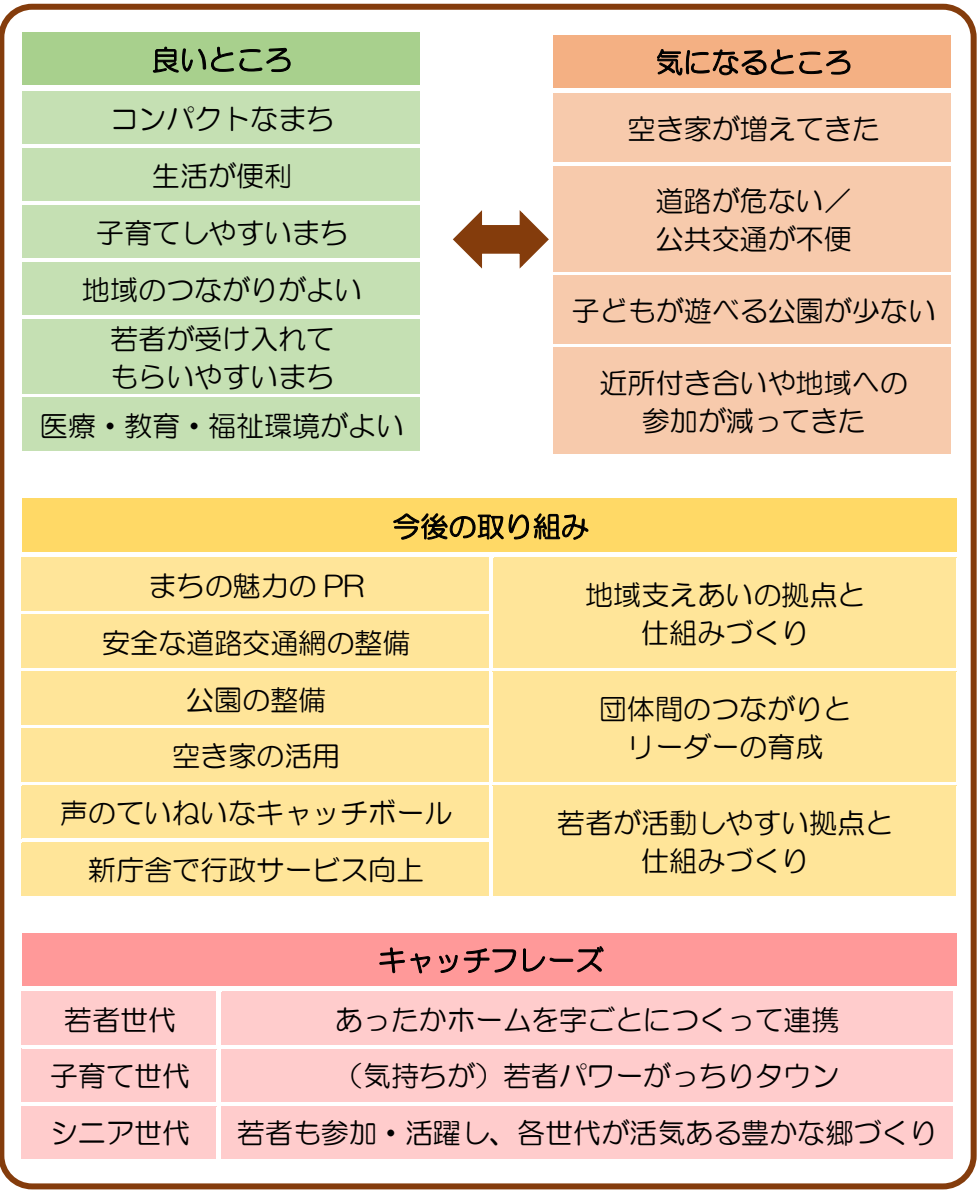 良いところ
コンパクトなまち
生活が便利
子育てしやすいまち
地域のつながりがよい
若者が受け入れて
もらいやすいまち
医療・教育・福祉環境がよい
気になるところ
空き家が増えてきた
道路が危ない／
公共交通が不便
子どもが遊べる公園が少ない
近所付き合いや地域への
参加が減ってきた
今後の取り組み
まちの魅力の PR
安全な道路交通網の整備
公園の整備
空き家の活用
声のていねいなキャッチボール
新庁舎で行政サービス向上
地域支えあいの拠点と
仕組みづくり
団体間のつながりと
リーダーの育成
若者が活動しやすい拠点と
仕組みづくり
キャッチフレーズ
若者世代
あったかホームを字ごとにつくって連携
子育て世代
（気持ちが）若者パワーがっちりタウン
シニア世代
若者も参加・活躍し、各世代が活気ある豊かな郷づくり